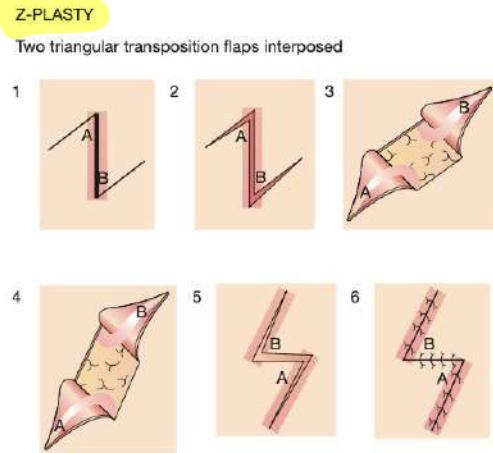 Z-PLASTY
Two triangular transposition flaps interposed
1
2
3
A
B
A
B
B
A
4
5
6
B
A
B
A
B
A